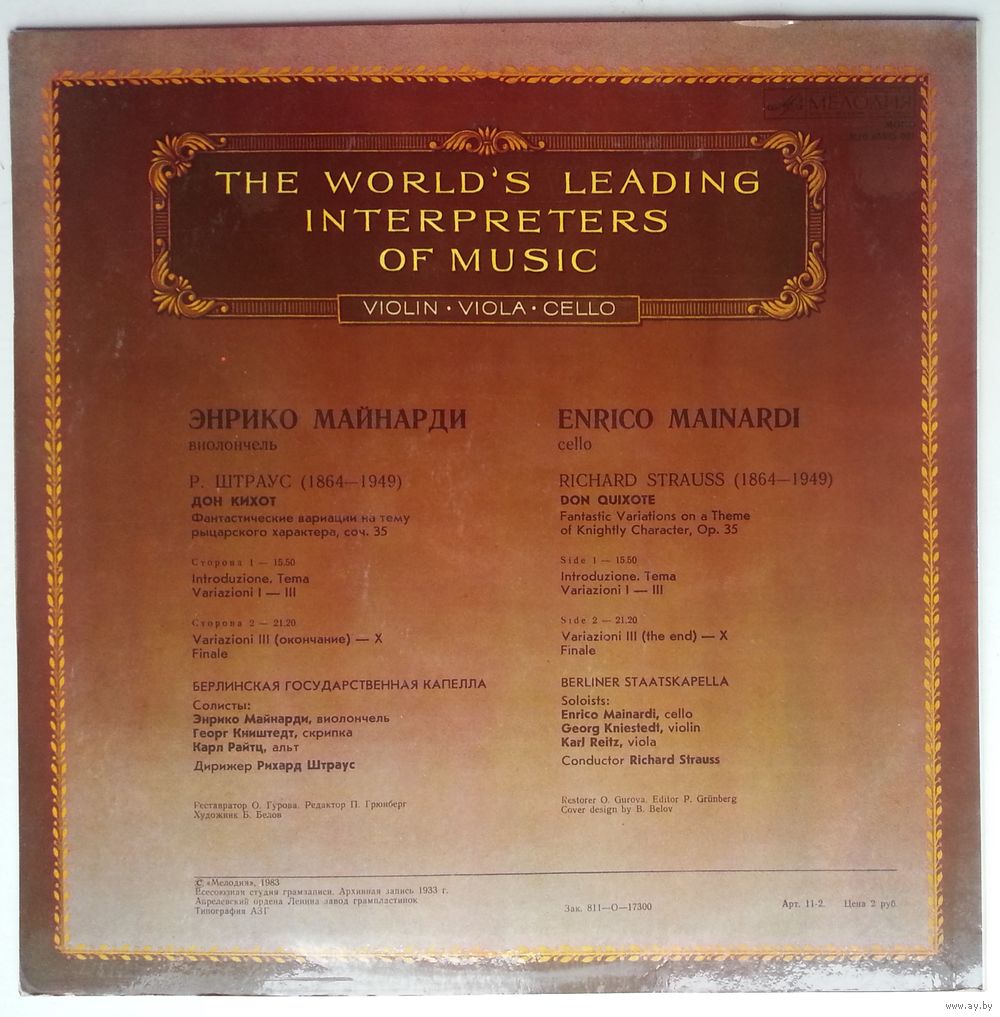 МЕЛОДИЯ
МОНО
THE WORLD'S LEADING
INTERPRETERS
OF MUSIC
VIOLIN · VIOLA · CELLO
ЭНРИКО МАЙНАРДИ
виолончель
Р. ШТРАУС (1864—1949)
ДОН КИХОТ
Фантастические вариации на тему
рыцарского характера, соч. 35
Сторона 1 — 15.50
Introduzione. Tema
Variazioni I — III
Сторона 2 — 21.20
Variazioni III (окончание) — X
Finale
БЕРЛИНСКАЯ ГОСУДАРСТВЕННАЯ КАПЕЛЛА
Солисты:
Энрико Майнарди, виолончель
Георг Кништедт, скрипка
Карл Райтц, альт
Дирижер Рихард Штраус
Реставратор О. Гурова. Редактор П. Грюнберг
Художник Б. Белов
ENRICO MAINARDI
cello
RICHARD STRAUSS (1864—1949)
DON QUIXOTE
Fantastic Variations on a Theme
of Knightly Character, Op. 35
Side 1 — 15.50
Introduzione. Tema
Variazioni I — III
Side 2 — 21.20
Variazioni III (the end) — X
Finale
BERLINER STAATSKAPELLA
Soloists:
Enrico Mainardi, cello
Georg Kniestedt, violin
Karl Reitz, viola
Conductor Richard Strauss
Restorer O. Gurova. Editor P. Grünberg
Cover design by B. Belov
© «Мелодия», 1983
Всесоюзная студия грамзаписи. Архивная запись 1933 г.
Апрелевский ордена Ленина завод грампластинок
Типография АЗГ
Зак. 811—О—17300
Арт. 11-2. Цена 2 руб.
www.ay.by